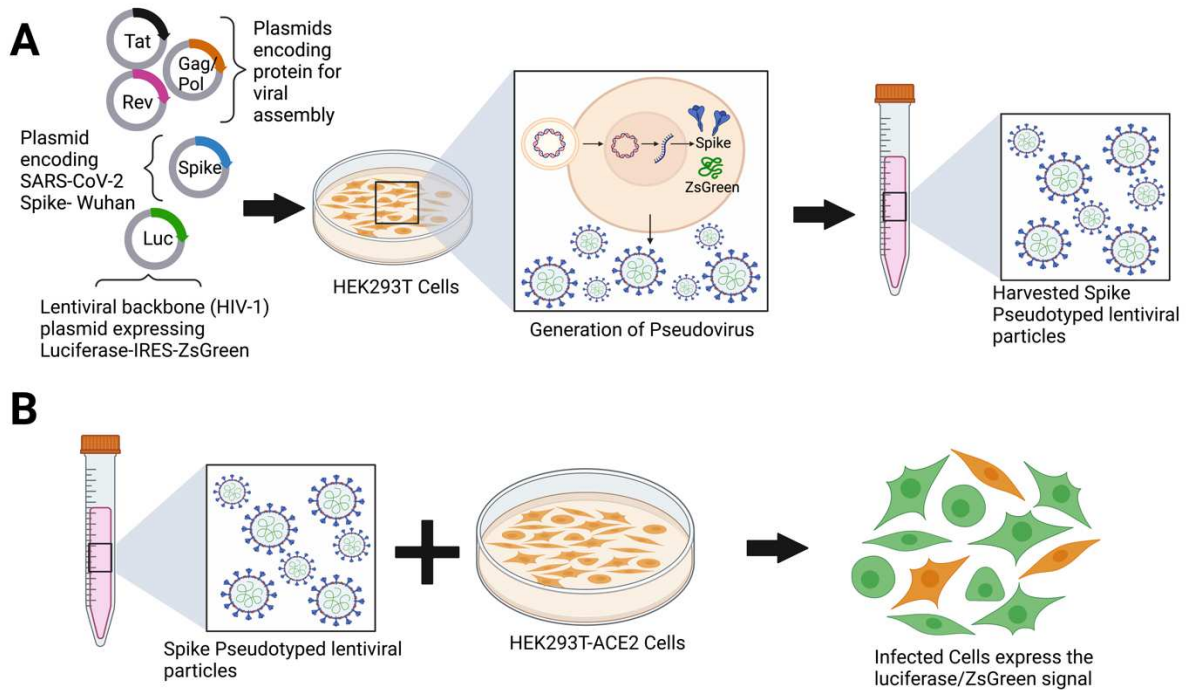 A
Tat
Gag/
Pol
Rev
Plasmids
encoding
protein for
viral
assembly
Plasmid
encoding
SARS-CoV-2
Spike- Wuhan
Spike
Luc
Lentiviral backbone (HIV-1)
plasmid expressing
Luciferase-IRES-ZsGreen
HEK293T Cells
Spike
ZsGreen
Generation of Pseudovirus
Harvested Spike
Pseudotyped lentiviral
particles
B
Spike Pseudotyped lentiviral
particles
HEK293T-ACE2 Cells
Infected Cells express the
luciferase/ZsGreen signal